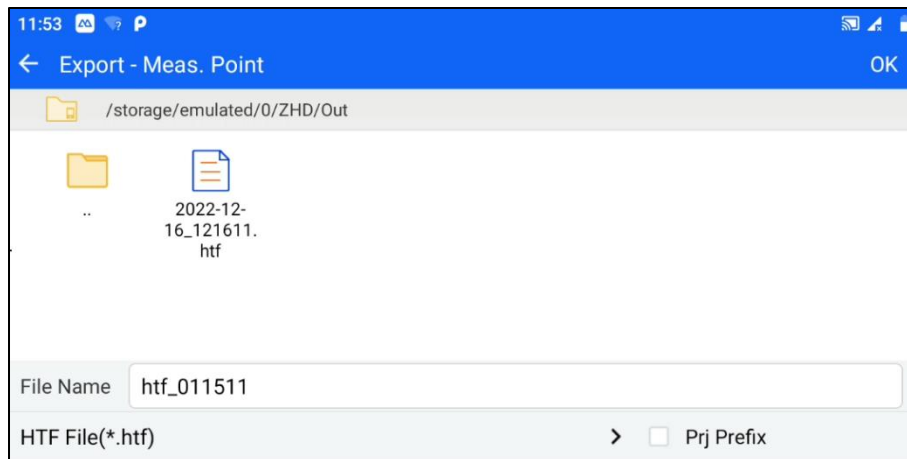 11:53
Export - Meas. Point OK
/storage/emulated/0/ZHD/Out
..
2022-12-
16_121611.
htf
File Name htf_011511
HTF File(*.htf) Prj Prefix